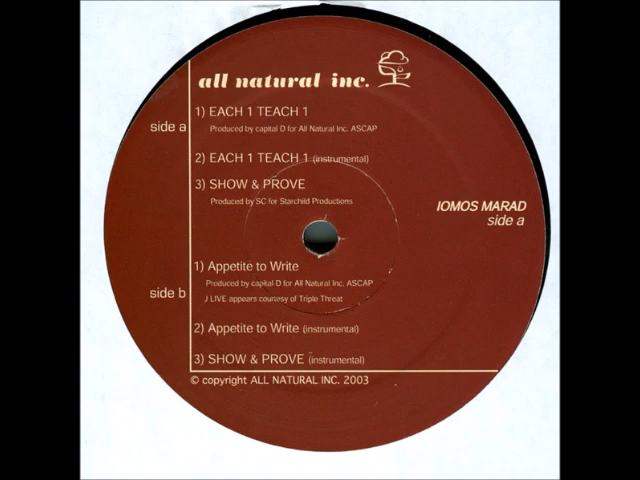 all natural inc.
side a
1) EACH 1 TEACH 1
Produced by capital D for All Natural Inc. ASCAP
2) EACH 1 TEACH 1 (instrumental)
3) SHOW & PROVE
Produced by SC for Starchild Productions
IOMOS MARAD
side a
side b
1) Appetite to Write
Produced by capital D for All Natural Inc. ASCAP
J LIVE appears courtesy of Triple Threat
2) Appetite to Write (instrumental)
3) SHOW & PROVE (instrumental)
© copyright ALL NATURAL INC. 2003